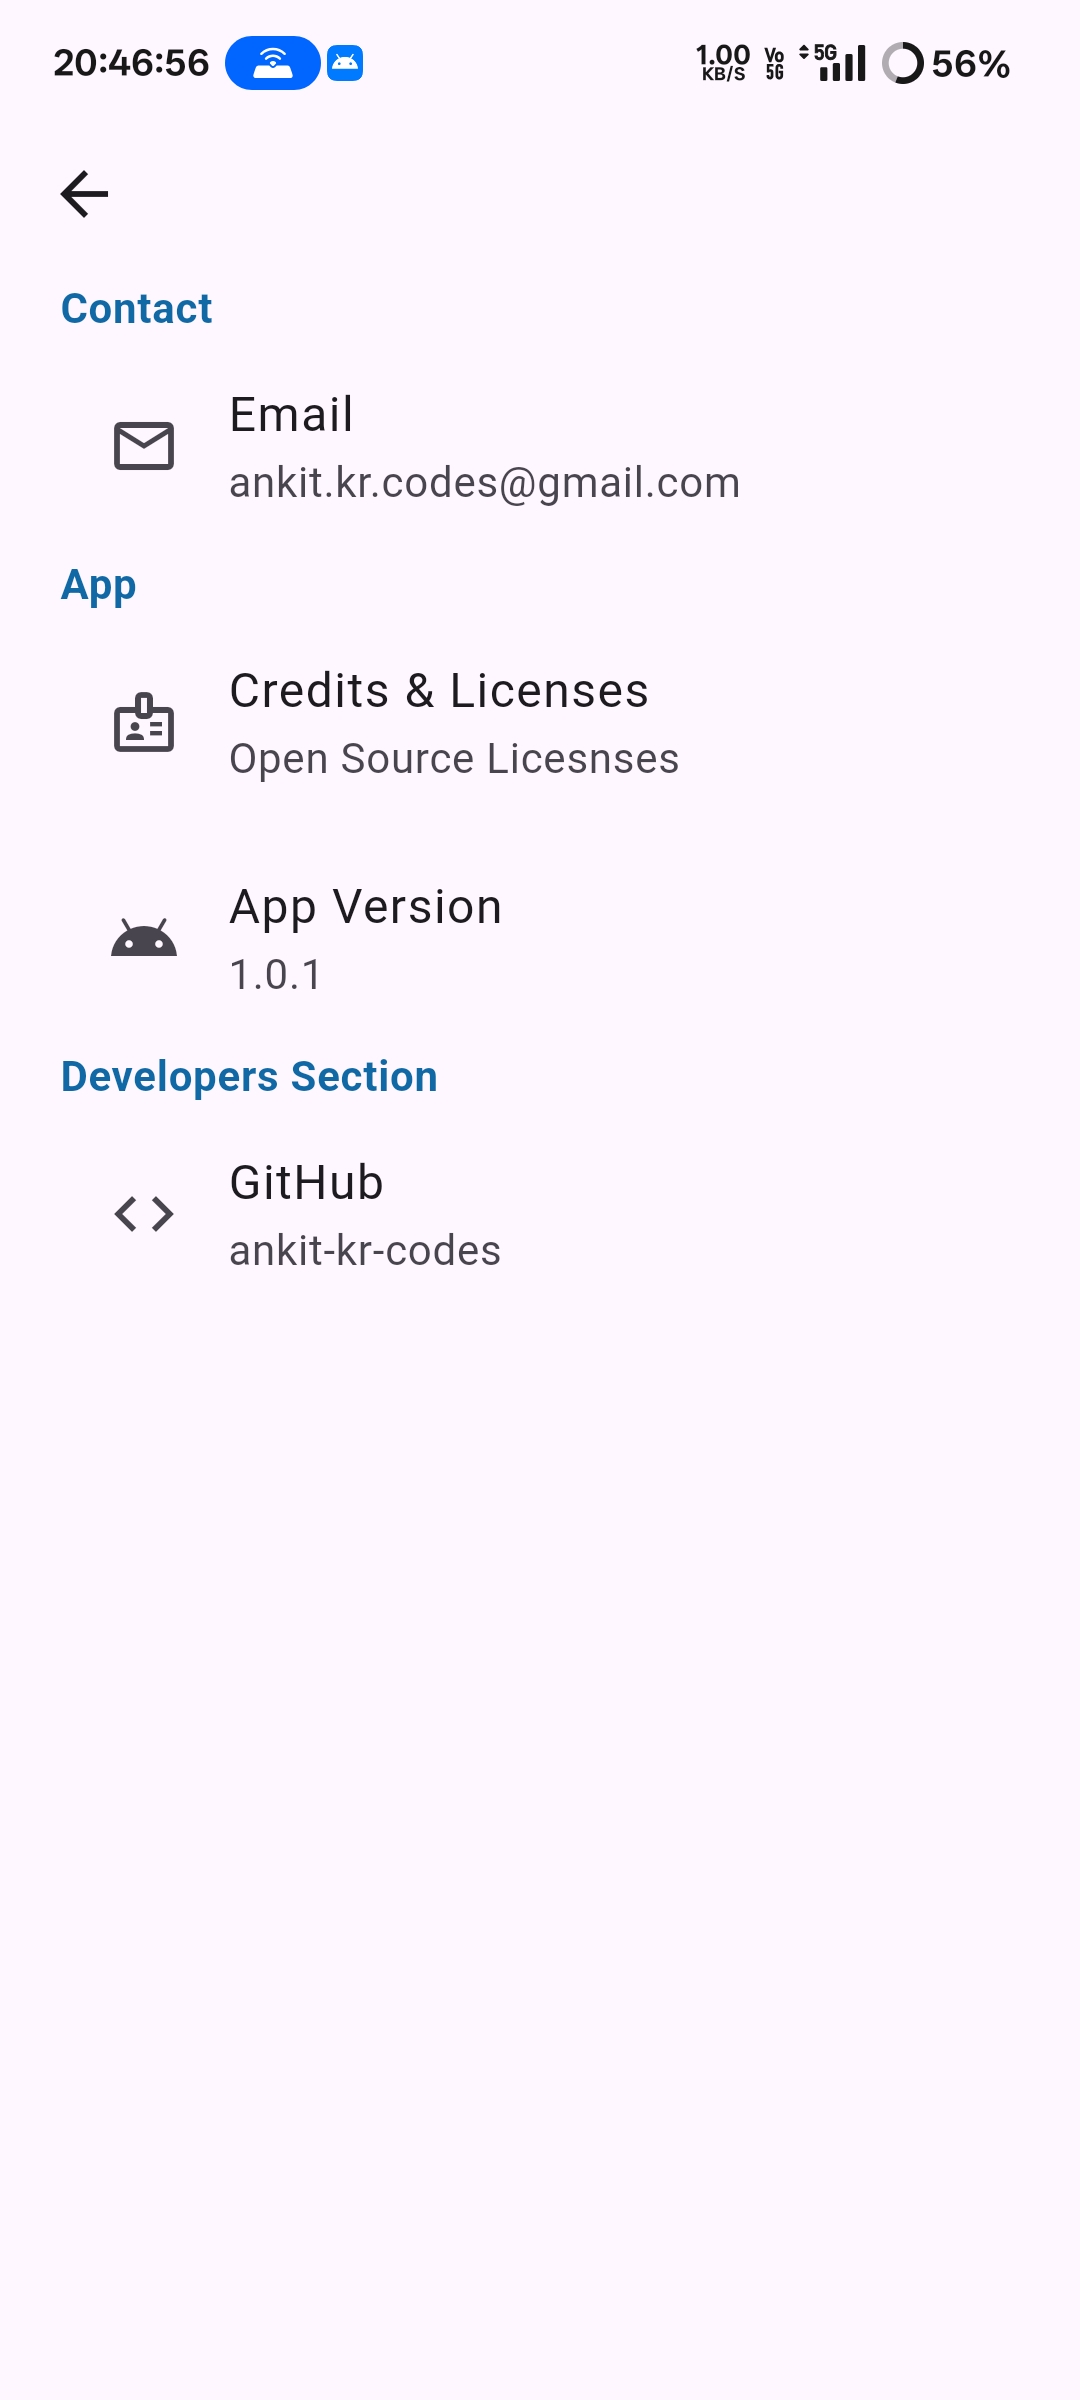 20:46:56 1.00 KB/S Vo 5G 5G 56%
Contact
Email
ankit.kr.codes@gmail.com
App
Credits & Licenses
Open Source Licesnses
App Version
1.0.1
Developers Section
GitHub
ankit-kr-codes